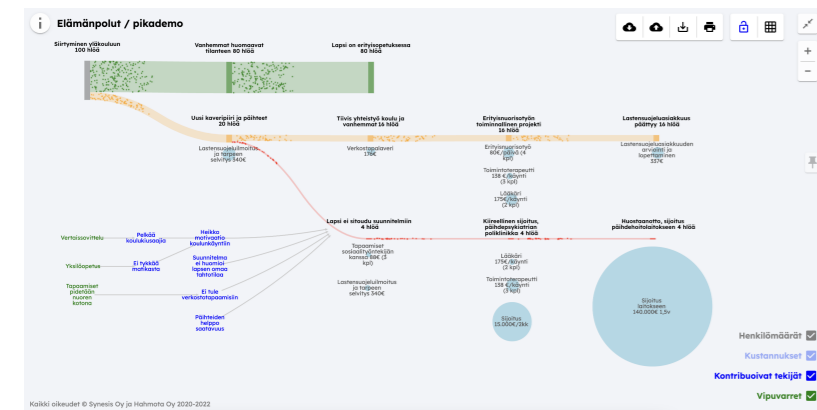 i
Elämänpolut / pikademo
Siirtyminen yläkouluun
100 hlöä
Vanhemmat huomaavat
tilanteen 80 hlöä
Lapsi on erityisopetuksessa
80 hlöä
Uusi kaveripiiri ja päihteet
20 hlöä
Tiivis yhteistyö koulu ja
vanhemmat 16 hlöä
Erityisnuorisotyön
toiminnallinen projekti
16 hlöä
Lastensuojeluasiakkuus
päättyy 16 hlöä
Lastensuojeluilmoitus
ja tarpeen
selvitys 340€
Verkostopalaveri
176€
Erityisnuorisotyö
80€/päivä (4
kpl)
Toimintoterapeutti
138 €/käynti
(3 kpl)
Lääkäri
175€/käynti
(2 kpl)
Lastensuojeluasiakkuuden
arviointi ja
lopettaminen
337€
Lapsi ei sitoudu suunnitelmiin
4 hlöä
Kiireellinen sijoitus,
päihdepsykiatrian
poliklinikka 4 hlöä
Huostaanotto, sijoitus
päihdehoitolaitokseen 4 hlöä
Vertaissovittelu
Pelkää
koulukiusaajia
Heikko
motivaatio
koulunkäyntiin
Yksilöopetus
Ei tykkää
matikasta
Suunnitelma
ei huomioi
lapsen omaa
tahtotilaa
Tapaamiset
pidetään
nuoren
kotona
Ei tule
verkostotapaamisiin
Päihteiden
helppo
saatavuus
Tapaamiset
sosiaalityöntekijän
kanssa 88€ (3
kpl)
Lastensuojeluilmoitus
ja tarpeen
selvitys 340€
Lääkäri
175€/käynti
(2 kpl)
Toimintoterapeutti
138 €/käynti
(3 kpl)
Sijoitus
15.000€/2kk
Sijoitus
laitokseen
140.000€ 1,5v
Henkilömäärät
Kustannukset
Kontribuoivat tekijät
Vipuvarret
Kaikki oikeudet © Synesis Oy ja Hahmota Oy 2020-2022